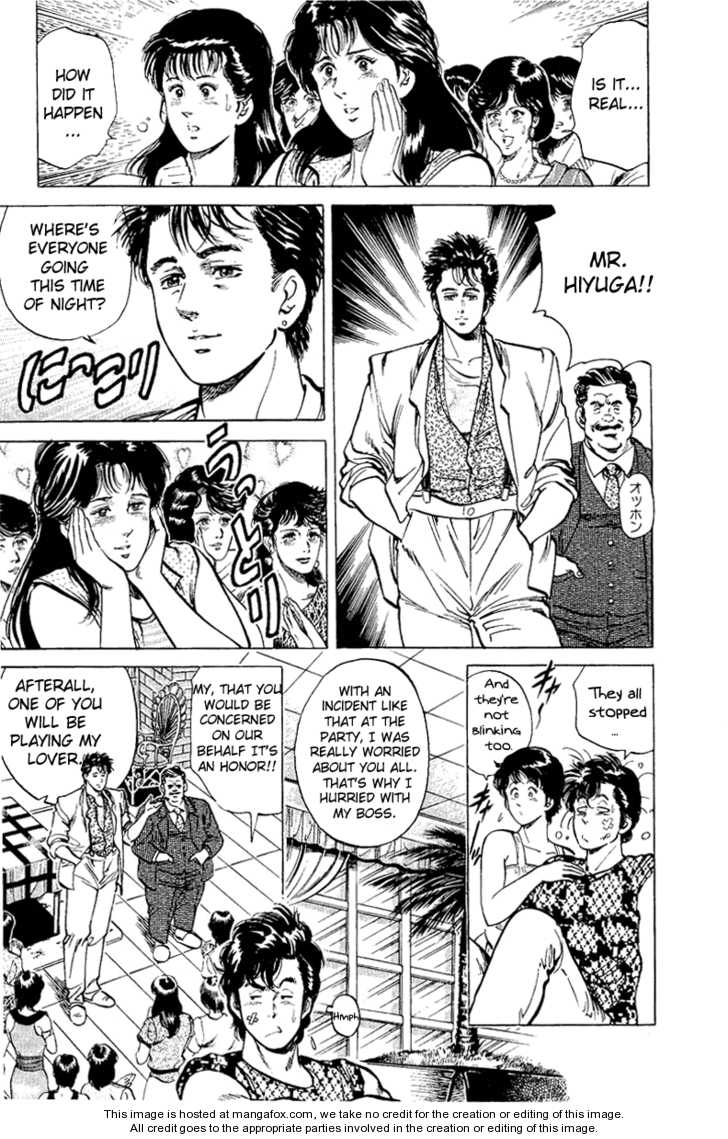 IS IT...
REAL...
HOW
DID IT
HAPPEN
...
MR.
HIYUGA!!
オッホン
WHERE'S
EVERYONE
GOING
THIS TIME
OF NIGHT?
にっこり
うっとり
They all
stopped
...
And
they're
not
blinking
too.
WITH AN
INCIDENT LIKE
THAT AT THE
PARTY, I WAS
REALLY WORRIED
ABOUT YOU ALL.
THAT'S WHY I
HURRIED WITH
MY BOSS.
MY, THAT YOU
WOULD BE
CONCERNED
ON OUR
BEHALF IT'S
AN HONOR!!
AFTERALL,
ONE OF YOU
WILL BE
PLAYING MY
LOVER.
Hmph
This image is hosted at mangafox.com, we take no credit for the creation or editing of this image.
All credit goes to the appropriate parties involved in the creation or editing of this image.